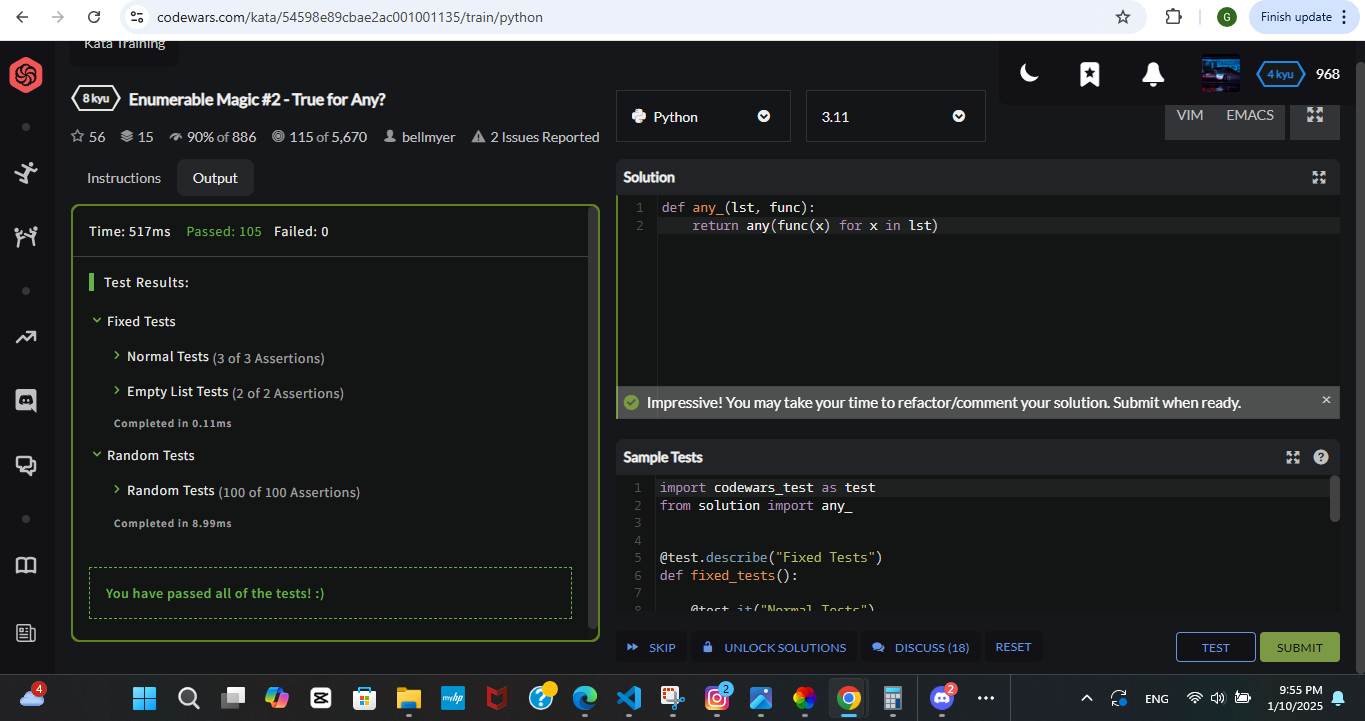 codewars.com/kata/54598e89cbae2ac001001135/train/python
G
Finish update
Kata Training
8 kyu
Enumerable Magic #2 - True for Any?
4 kyu
968
56
15
90% of 886
115 of 5,670
bellmyer
2 Issues Reported
Python
3.11
VIM
EMACS
Instructions
Output
Solution
Time: 517ms Passed: 105 Failed: 0
1 def any_(lst, func):
2 return any(func(x) for x in lst)
Test Results:
Fixed Tests
Normal Tests (3 of 3 Assertions)
Empty List Tests (2 of 2 Assertions)
Completed in 0.11ms
Random Tests
Random Tests (100 of 100 Assertions)
Completed in 8.99ms
You have passed all of the tests! :)
Impressive! You may take your time to refactor/comment your solution. Submit when ready.
Sample Tests
?
1 import codewars_test as test
2 from solution import any_
3
4
5 @test.describe("Fixed Tests")
6 def fixed_tests():
7
8 @test.it("Normal Tests")
SKIP
UNLOCK SOLUTIONS
DISCUSS (18)
RESET
TEST
SUBMIT
4
myhp
?
2
2
ENG
9:55 PM
1/10/2025